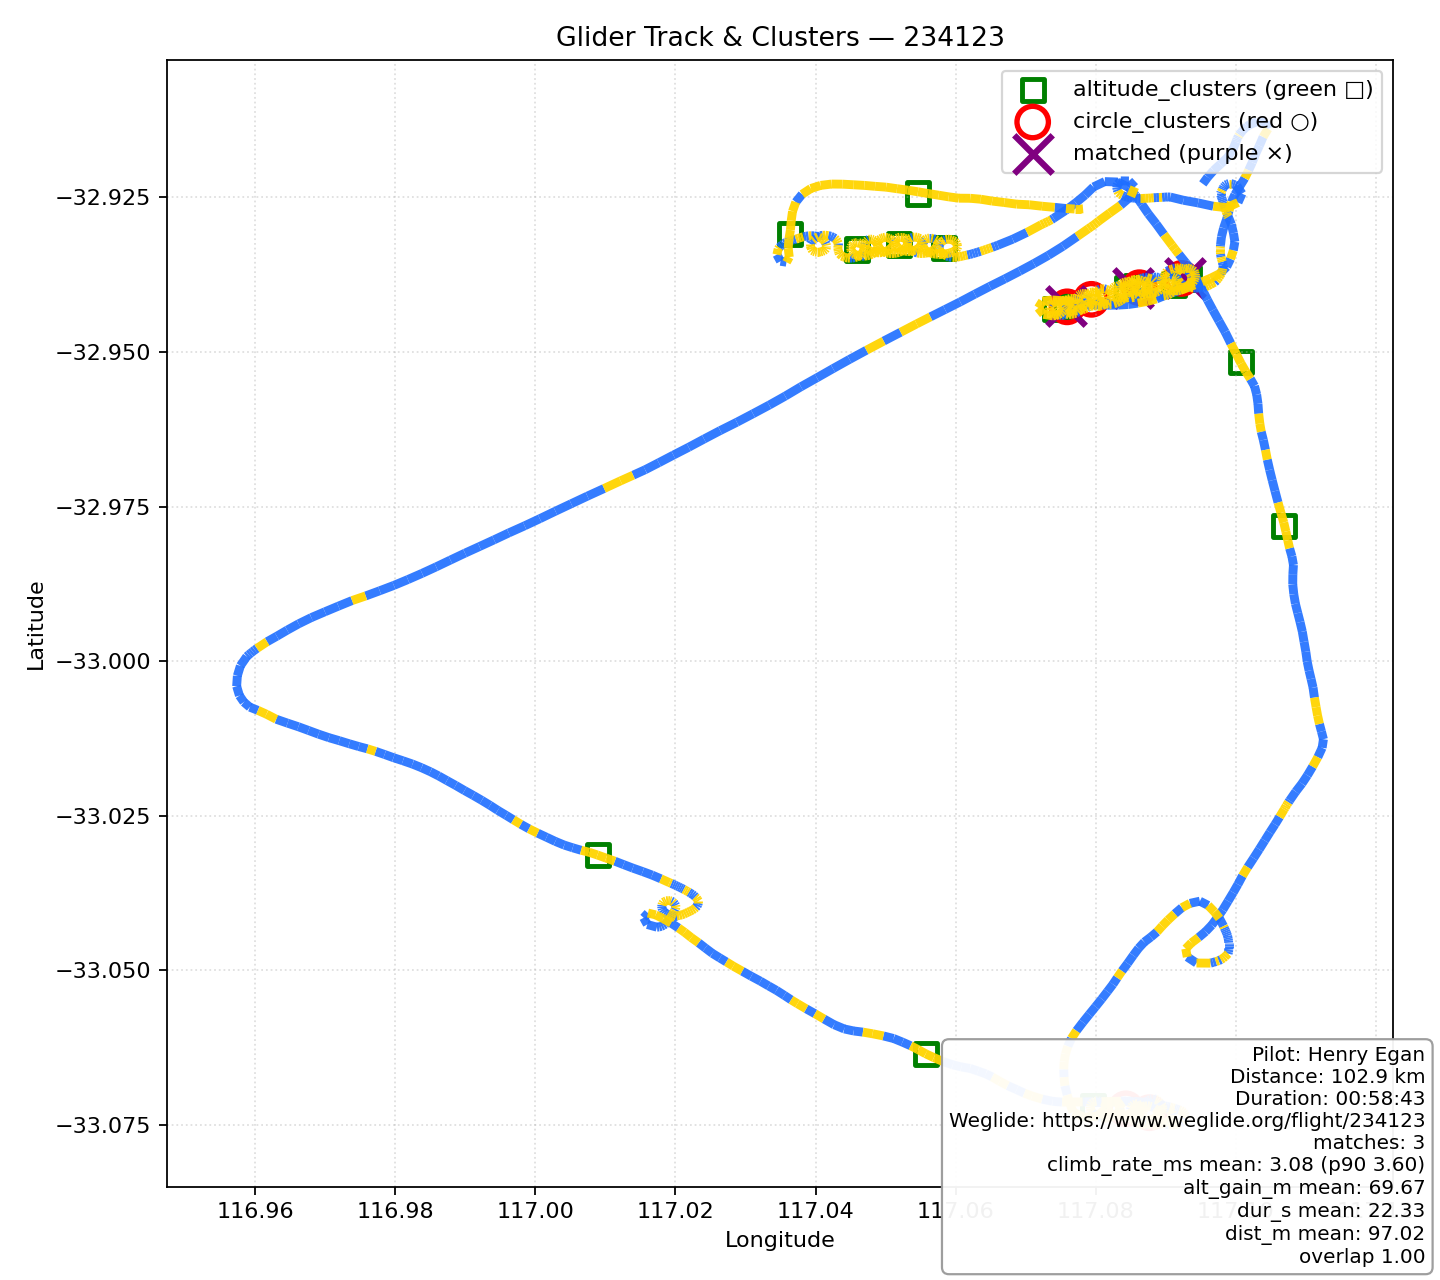 Glider Track & Clusters — 234123
altitude_clusters (green □)
circle_clusters (red ○)
matched (purple ×)
−32.925
−32.950
−32.975
−33.000
−33.025
−33.050
−33.075
Latitude
116.96 116.98 117.00 117.02 117.04 117.06 117.08
Longitude
Pilot: Henry Egan
Distance: 102.9 km
Duration: 00:58:43
Weglide: https://www.weglide.org/flight/234123
matches: 3
climb_rate_ms mean: 3.08 (p90 3.60)
alt_gain_m mean: 69.67
dur_s mean: 22.33
dist_m mean: 97.02
overlap 1.00